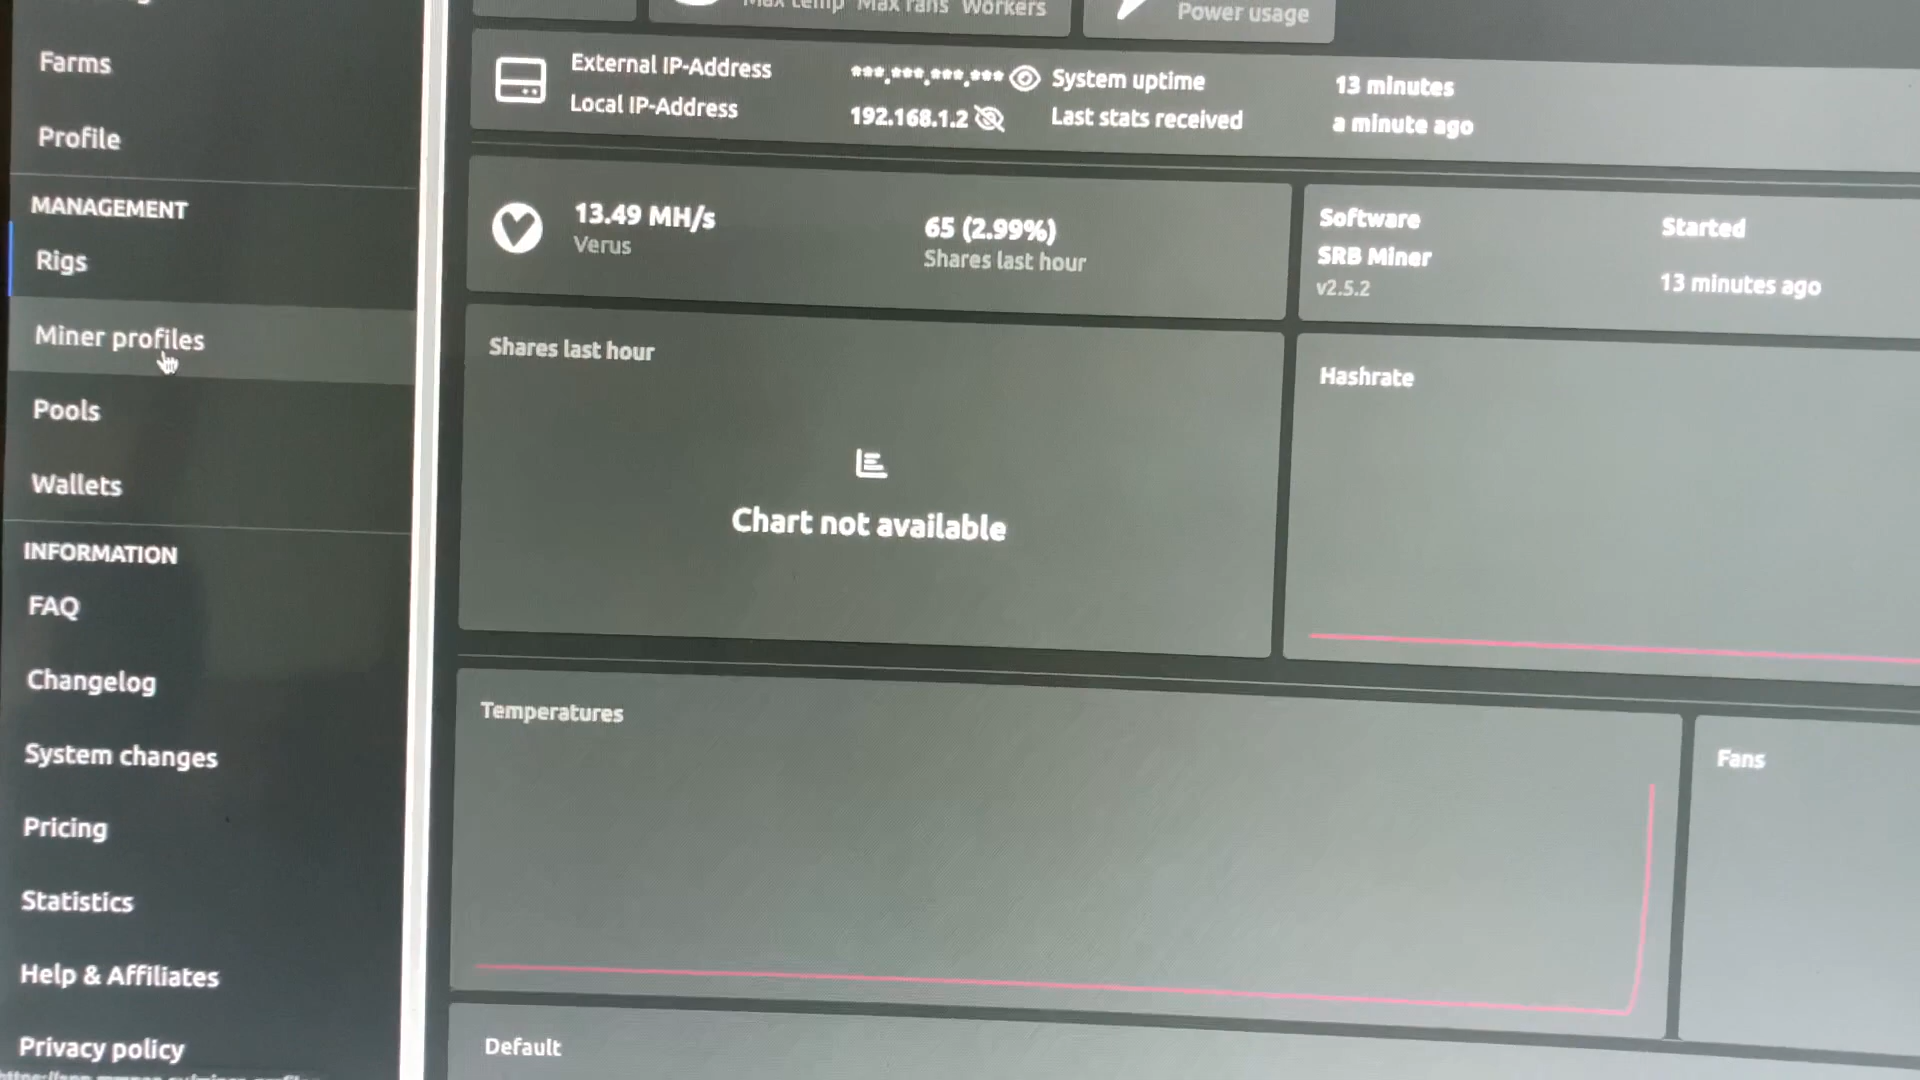 Max temp Max fans Workers
Power usage
Farms
Profile
MANAGEMENT
Rigs
Miner profiles
Pools
Wallets
INFORMATION
FAQ
Changelog
System changes
Pricing
Statistics
Help & Affiliates
Privacy policy
External IP-Address ***.***.***.*** System uptime 13 minutes
Local IP-Address 192.168.1.2 Last stats received a minute ago
13.49 MH/s
Verus
65 (2.99%)
Shares last hour
Software Started
SRB Miner
v2.5.2
13 minutes ago
Shares last hour
Chart not available
Hashrate
Temperatures
Fans
Default